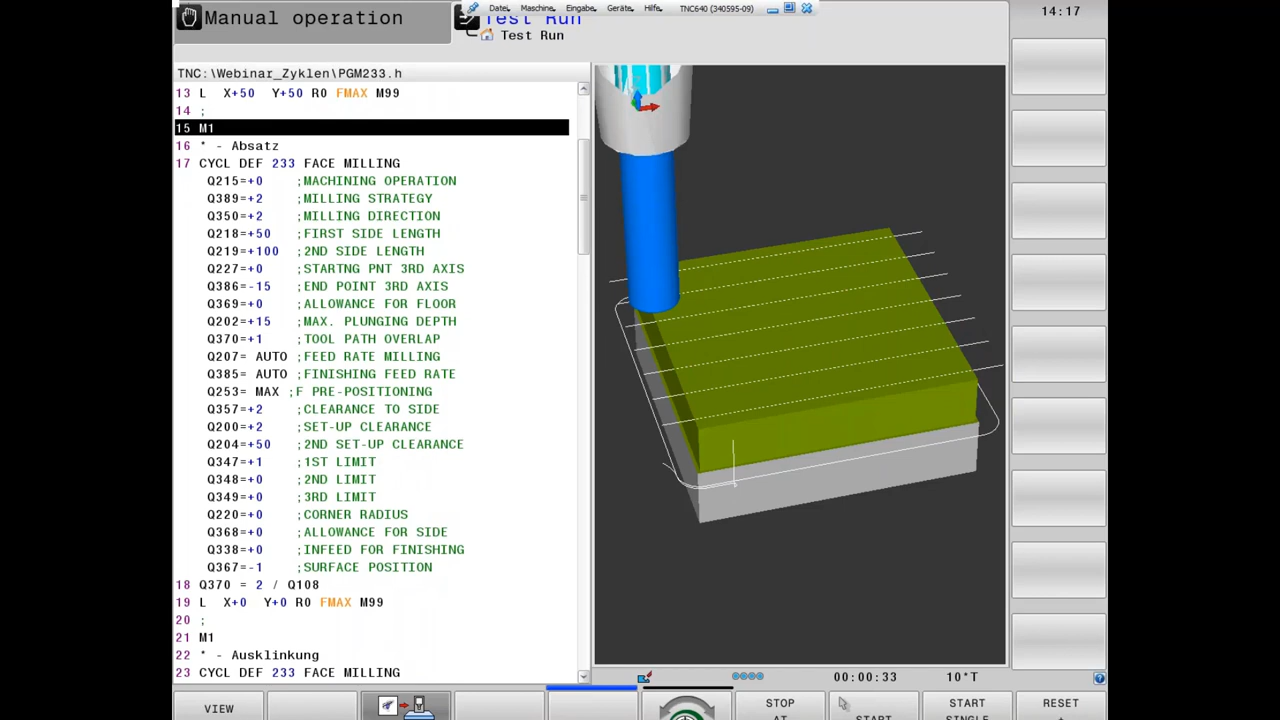 Manual operation
Datei Maschine Eingabe Geräte Hilfe TNC640 (340595-09)
Test Run
Test Run
14:17
TNC:\Webinar_Zyklen\PGM233.h
13 L X+50 Y+50 R0 FMAX M99
14 ;
15 M1
16 * - Absatz
17 CYCL DEF 233 FACE MILLING
Q215=+0 ;MACHINING OPERATION
Q389=+2 ;MILLING STRATEGY
Q350=+2 ;MILLING DIRECTION
Q218=+50 ;FIRST SIDE LENGTH
Q219=+100 ;2ND SIDE LENGTH
Q227=+0 ;STARTNG PNT 3RD AXIS
Q386=-15 ;END POINT 3RD AXIS
Q369=+0 ;ALLOWANCE FOR FLOOR
Q202=+15 ;MAX. PLUNGING DEPTH
Q370=+1 ;TOOL PATH OVERLAP
Q207= AUTO ;FEED RATE MILLING
Q385= AUTO ;FINISHING FEED RATE
Q253= MAX ;F PRE-POSITIONING
Q357=+2 ;CLEARANCE TO SIDE
Q200=+2 ;SET-UP CLEARANCE
Q204=+50 ;2ND SET-UP CLEARANCE
Q347=+1 ;1ST LIMIT
Q348=+0 ;2ND LIMIT
Q349=+0 ;3RD LIMIT
Q220=+0 ;CORNER RADIUS
Q368=+0 ;ALLOWANCE FOR SIDE
Q338=+0 ;INFEED FOR FINISHING
Q367=-1 ;SURFACE POSITION
18 Q370 = 2 / Q108
19 L X+0 Y+0 R0 FMAX M99
20 ;
21 M1
22 * - Ausklinkung
23 CYCL DEF 233 FACE MILLING
00:00:33 10*T
VIEW
STOP
AT
START
START
SINGLE
RESET
+